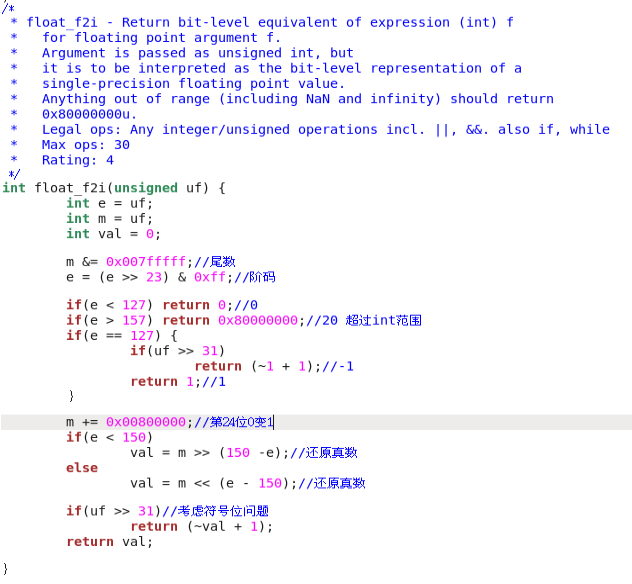 /*
 * float_f2i - Return bit-level equivalent of expression (int) f
 *   for floating point argument f.
 *   Argument is passed as unsigned int, but
 *   it is to be interpreted as the bit-level representation of a
 *   single-precision floating point value.
 *   Anything out of range (including NaN and infinity) should return
 *   0x80000000u.
 *   Legal ops: Any integer/unsigned operations incl. ||, &&. also if, while
 *   Max ops: 30
 *   Rating: 4
 */
int float_f2i(unsigned uf) {
        int e = uf;
        int m = uf;
        int val = 0;

        m &= 0x007fffff;//尾数
        e = (e >> 23) & 0xff;//阶码

        if(e < 127) return 0;//0
        if(e > 157) return 0x80000000;//20 超过int范围
        if(e == 127) {
                if(uf >> 31)
                        return (~1 + 1);//-1
                return 1;//1
        }

        m += 0x00800000;//第24位0变1
        if(e < 150)
                val = m >> (150 -e);//还原真数
        else
                val = m << (e - 150);//还原真数

        if(uf >> 31)//考虑符号位问题
                return (~val + 1);
        return val;

}